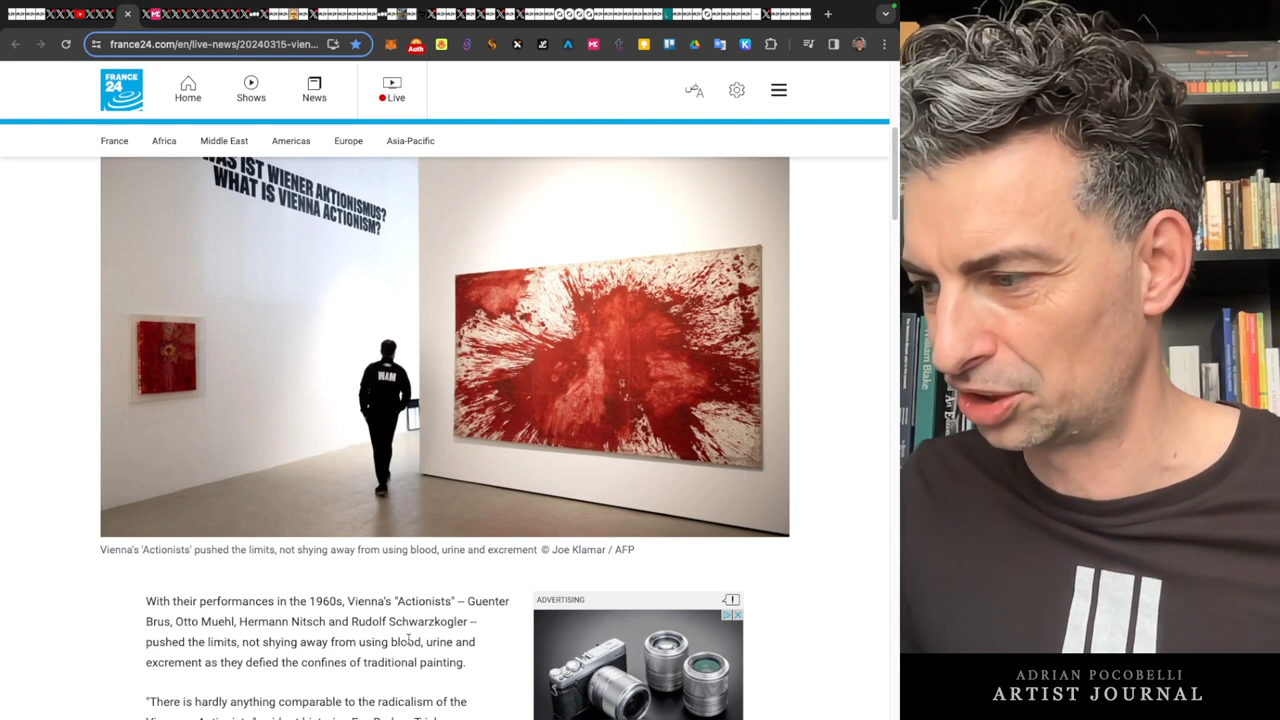 france24.com/en/live-news/20240315-vien...
Auth
FRANCE
24
Home
Shows
News
Live
France
Africa
Middle East
Americas
Europe
Asia-Pacific
WAS IST WIENER AKTIONISMUS?
WHAT IS VIENNA ACTIONISM?
WAM
Vienna's 'Actionists' pushed the limits, not shying away from using blood, urine and excrement © Joe Klamar / AFP
With their performances in the 1960s, Vienna's "Actionists" -- Guenter
Brus, Otto Muehl, Hermann Nitsch and Rudolf Schwarzkogler --
pushed the limits, not shying away from using blood, urine and
excrement as they defied the confines of traditional painting.
"There is hardly anything comparable to the radicalism of the
ADVERTISING
William Blake
ADRIAN POCOBELLI
ARTIST JOURNAL